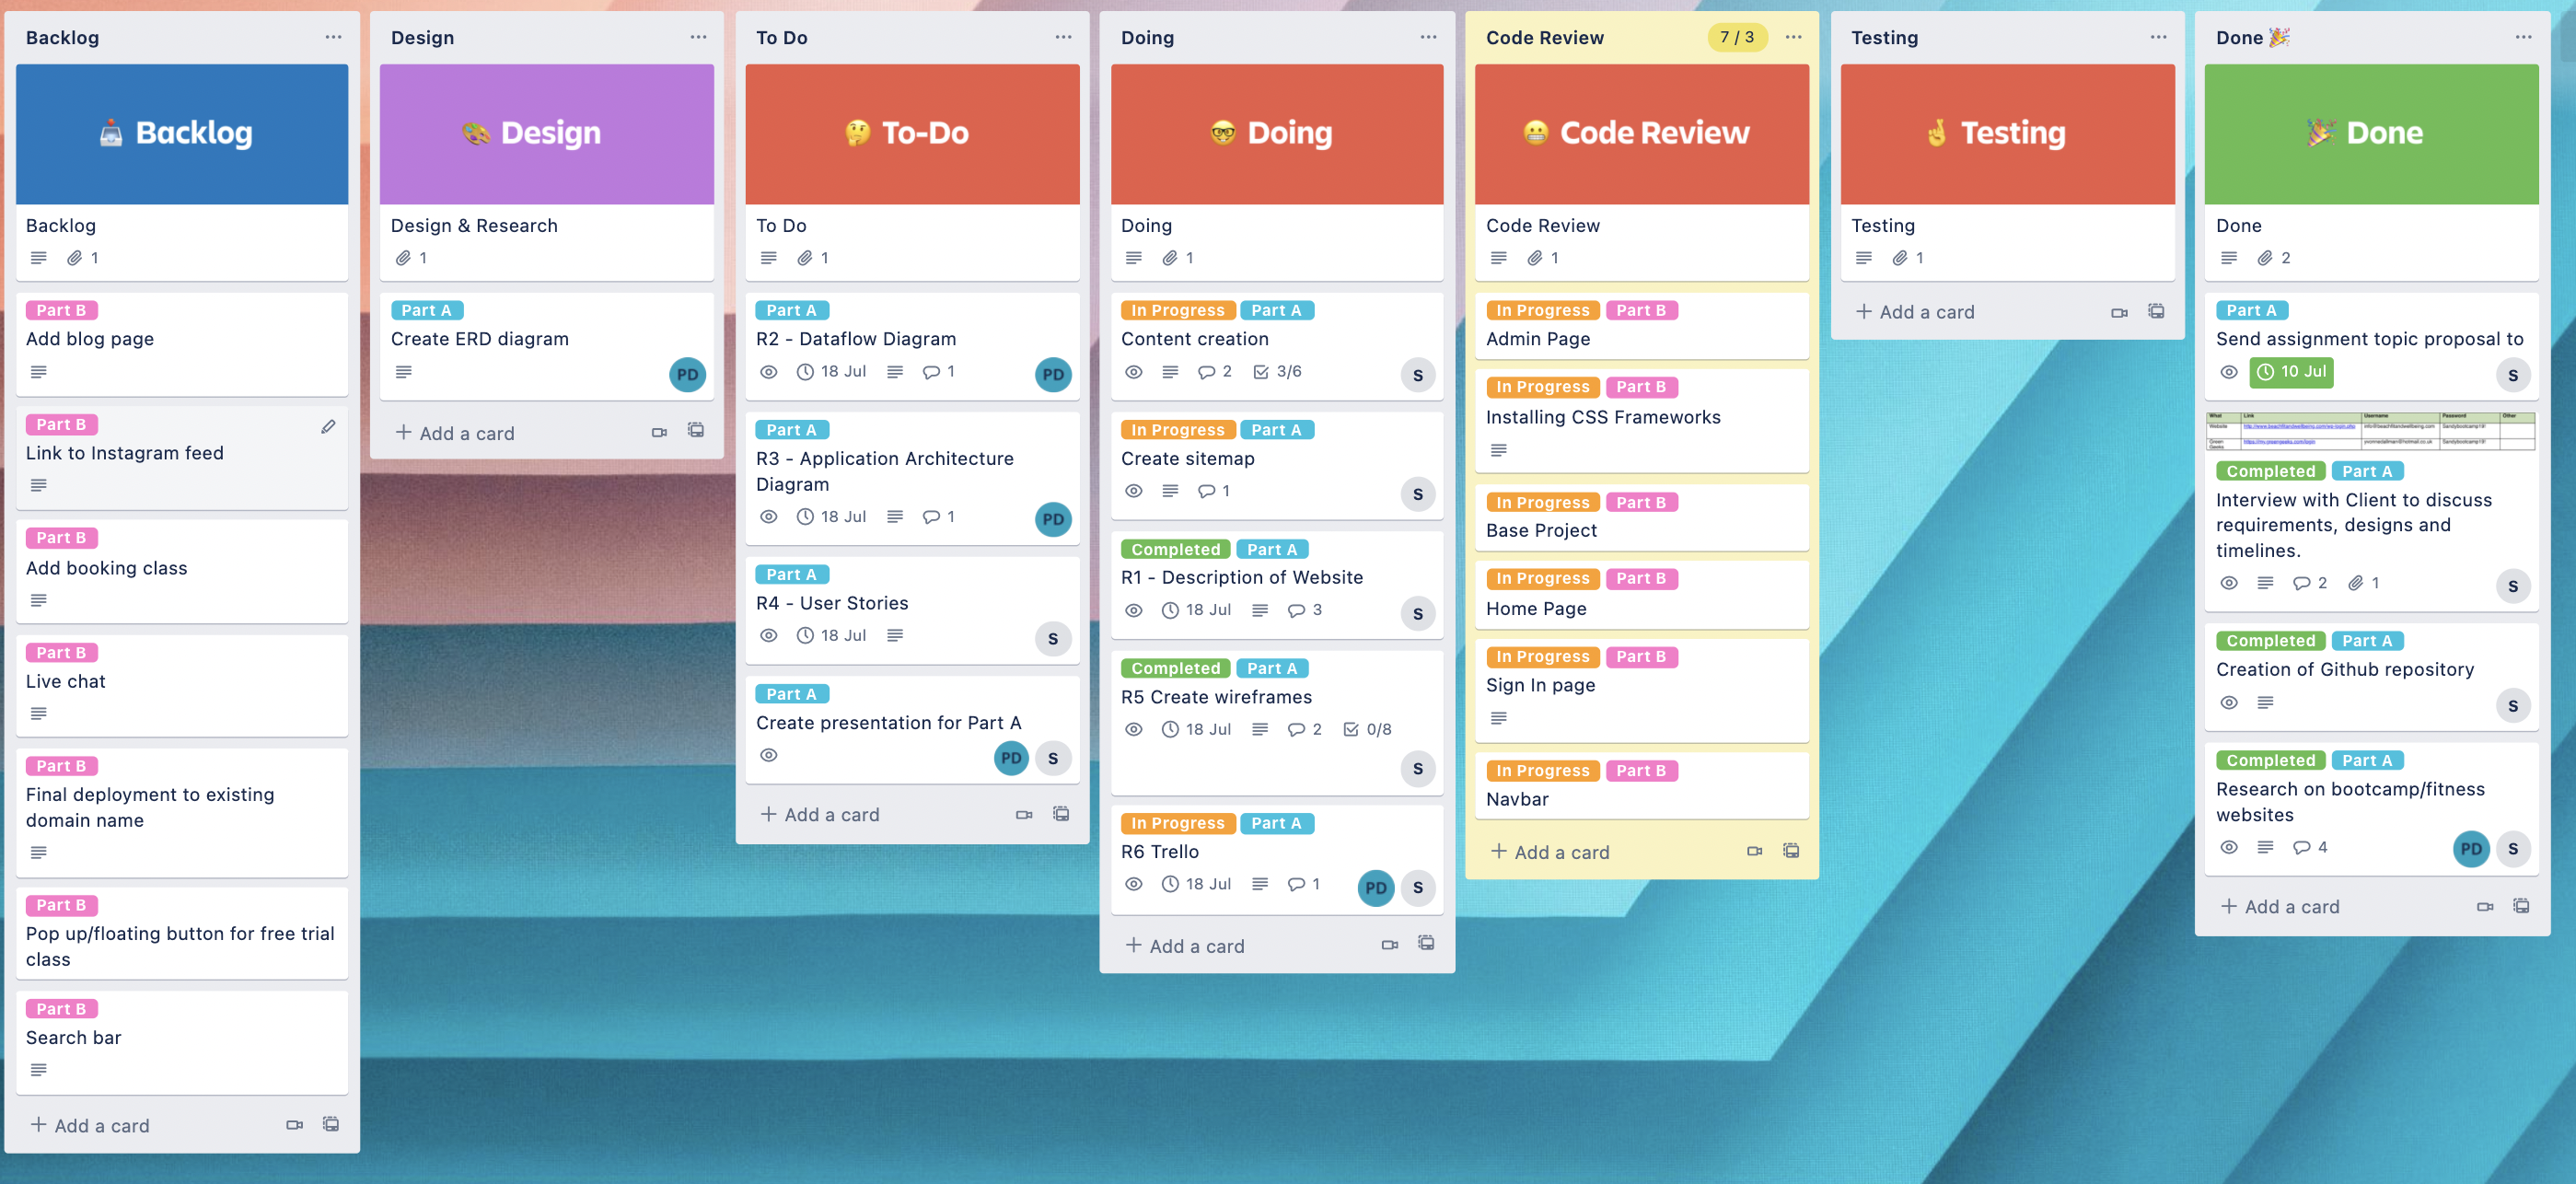 Backlog
Backlog
Backlog
1
Part B
Add blog page
Part B
Link to Instagram feed
Part B
Add booking class
Part B
Live chat
Part B
Final deployment to existing
domain name
Part B
Pop up/floating button for free trial
class
Part B
Search bar
+ Add a card
Design
Design
Design & Research
1
Part A
Create ERD diagram
PD
+ Add a card
To Do
To-Do
To Do
1
Part A
R2 - Dataflow Diagram
18 Jul 1
PD
Part A
R3 - Application Architecture
Diagram
18 Jul 1
PD
Part A
R4 - User Stories
18 Jul
S
Part A
Create presentation for Part A
PD S
+ Add a card
Doing
Doing
Doing
1
In Progress Part A
Content creation
2 3/6
S
In Progress Part A
Create sitemap
1
S
Completed Part A
R1 - Description of Website
18 Jul 3
S
Completed Part A
R5 Create wireframes
18 Jul 2 0/8
S
In Progress Part A
R6 Trello
18 Jul 1
PD S
+ Add a card
Code Review 7 / 3
Code Review
Code Review
1
In Progress Part B
Admin Page
In Progress Part B
Installing CSS Frameworks
In Progress Part B
Base Project
In Progress Part B
Home Page
In Progress Part B
Sign In page
In Progress Part B
Navbar
+ Add a card
Testing
Testing
Testing
1
+ Add a card
Done 🎉
Done
Done
2
Part A
Send assignment topic proposal to
10 Jul
S
What Link Username Password Other
Website
Green
Geeks
Completed Part A
Interview with Client to discuss
requirements, designs and
timelines.
2 1
S
Completed Part A
Creation of Github repository
S
Completed Part A
Research on bootcamp/fitness
websites
4
PD S
+ Add a card